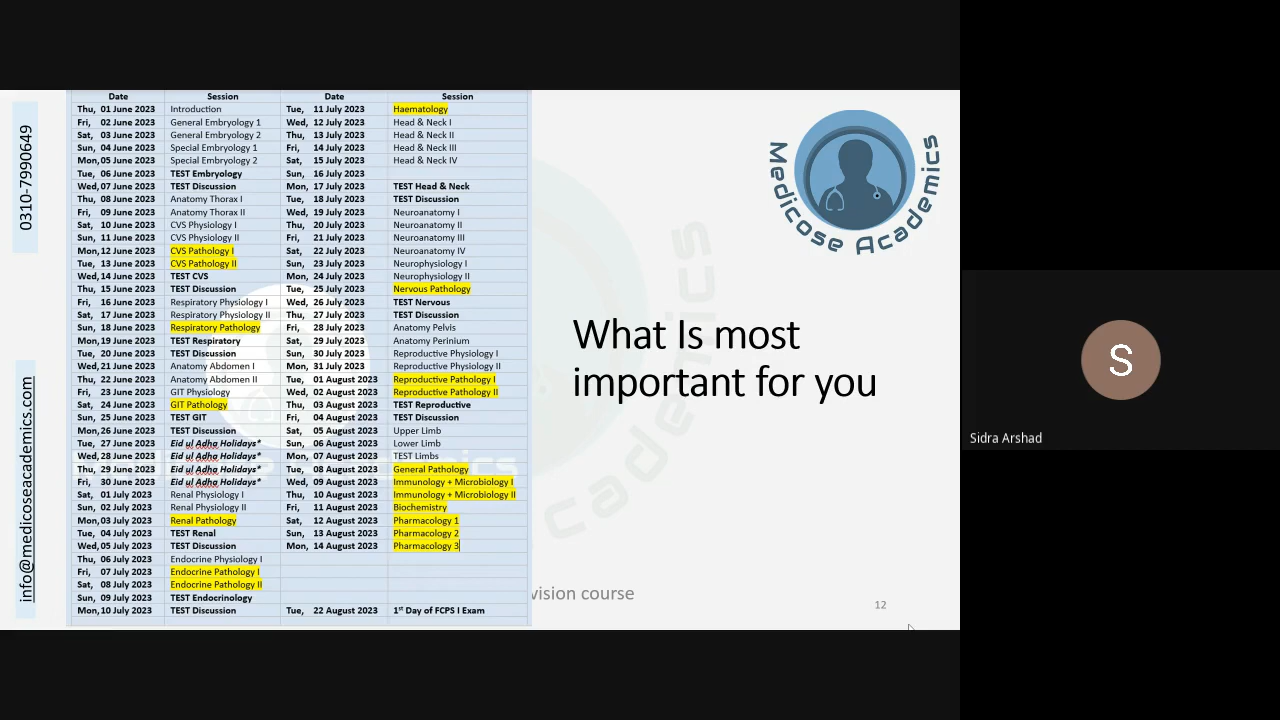 0310-7990649
info@medicoseacademics.com
Date Session Date Session
Thu, 01 June 2023 Introduction Tue, 11 July 2023 Haematology
Fri, 02 June 2023 General Embryology 1 Wed, 12 July 2023 Head & Neck I
Sat, 03 June 2023 General Embryology 2 Thu, 13 July 2023 Head & Neck II
Sun, 04 June 2023 Special Embryology 1 Fri, 14 July 2023 Head & Neck III
Mon, 05 June 2023 Special Embryology 2 Sat, 15 July 2023 Head & Neck IV
Tue, 06 June 2023 TEST Embryology Sun, 16 July 2023
Wed, 07 June 2023 TEST Discussion Mon, 17 July 2023 TEST Head & Neck
Thu, 08 June 2023 Anatomy Thorax I Tue, 18 July 2023 TEST Discussion
Fri, 09 June 2023 Anatomy Thorax II Wed, 19 July 2023 Neuroanatomy I
Sat, 10 June 2023 CVS Physiology I Thu, 20 July 2023 Neuroanatomy II
Sun, 11 June 2023 CVS Physiology II Fri, 21 July 2023 Neuroanatomy III
Mon, 12 June 2023 CVS Pathology I Sat, 22 July 2023 Neuroanatomy IV
Tue, 13 June 2023 CVS Pathology II Sun, 23 July 2023 Neurophysiology I
Wed, 14 June 2023 TEST CVS Mon, 24 July 2023 Neurophysiology II
Thu, 15 June 2023 TEST Discussion Tue, 25 July 2023 Nervous Pathology
Fri, 16 June 2023 Respiratory Physiology I Wed, 26 July 2023 TEST Nervous
Sat, 17 June 2023 Respiratory Physiology II Thu, 27 July 2023 TEST Discussion
Sun, 18 June 2023 Respiratory Pathology Fri, 28 July 2023 Anatomy Pelvis
Mon, 19 June 2023 TEST Respiratory Sat, 29 July 2023 Anatomy Perinium
Tue, 20 June 2023 TEST Discussion Sun, 30 July 2023 Reproductive Physiology I
Wed, 21 June 2023 Anatomy Abdomen I Mon, 31 July 2023 Reproductive Physiology II
Thu, 22 June 2023 Anatomy Abdomen II Tue, 01 August 2023 Reproductive Pathology I
Fri, 23 June 2023 GIT Physiology Wed, 02 August 2023 Reproductive Pathology II
Sat, 24 June 2023 GIT Pathology Thu, 03 August 2023 TEST Reproductive
Sun, 25 June 2023 TEST GIT Fri, 04 August 2023 TEST Discussion
Mon, 26 June 2023 TEST Discussion Sat, 05 August 2023 Upper Limb
Tue, 27 June 2023 Eid ul Adha Holidays* Sun, 06 August 2023 Lower Limb
Wed, 28 June 2023 Eid ul Adha Holidays* Mon, 07 August 2023 TEST Limbs
Thu, 29 June 2023 Eid ul Adha Holidays* Tue, 08 August 2023 General Pathology
Fri, 30 June 2023 Eid ul Adha Holidays* Wed, 09 August 2023 Immunology + Microbiology I
Sat, 01 July 2023 Renal Physiology I Thu, 10 August 2023 Immunology + Microbiology II
Sun, 02 July 2023 Renal Physiology II Fri, 11 August 2023 Biochemistry
Mon, 03 July 2023 Renal Pathology Sat, 12 August 2023 Pharmacology 1
Tue, 04 July 2023 TEST Renal Sun, 13 August 2023 Pharmacology 2
Wed, 05 July 2023 TEST Discussion Mon, 14 August 2023 Pharmacology 3
Thu, 06 July 2023 Endocrine Physiology I
Fri, 07 July 2023 Endocrine Pathology I
Sat, 08 July 2023 Endocrine Pathology II
Sun, 09 July 2023 TEST Endocrinology
Mon, 10 July 2023 TEST Discussion Tue, 22 August 2023 1st Day of FCPS I Exam
Medicose Academics
What Is most
important for you
vision course
12
S
Sidra Arshad